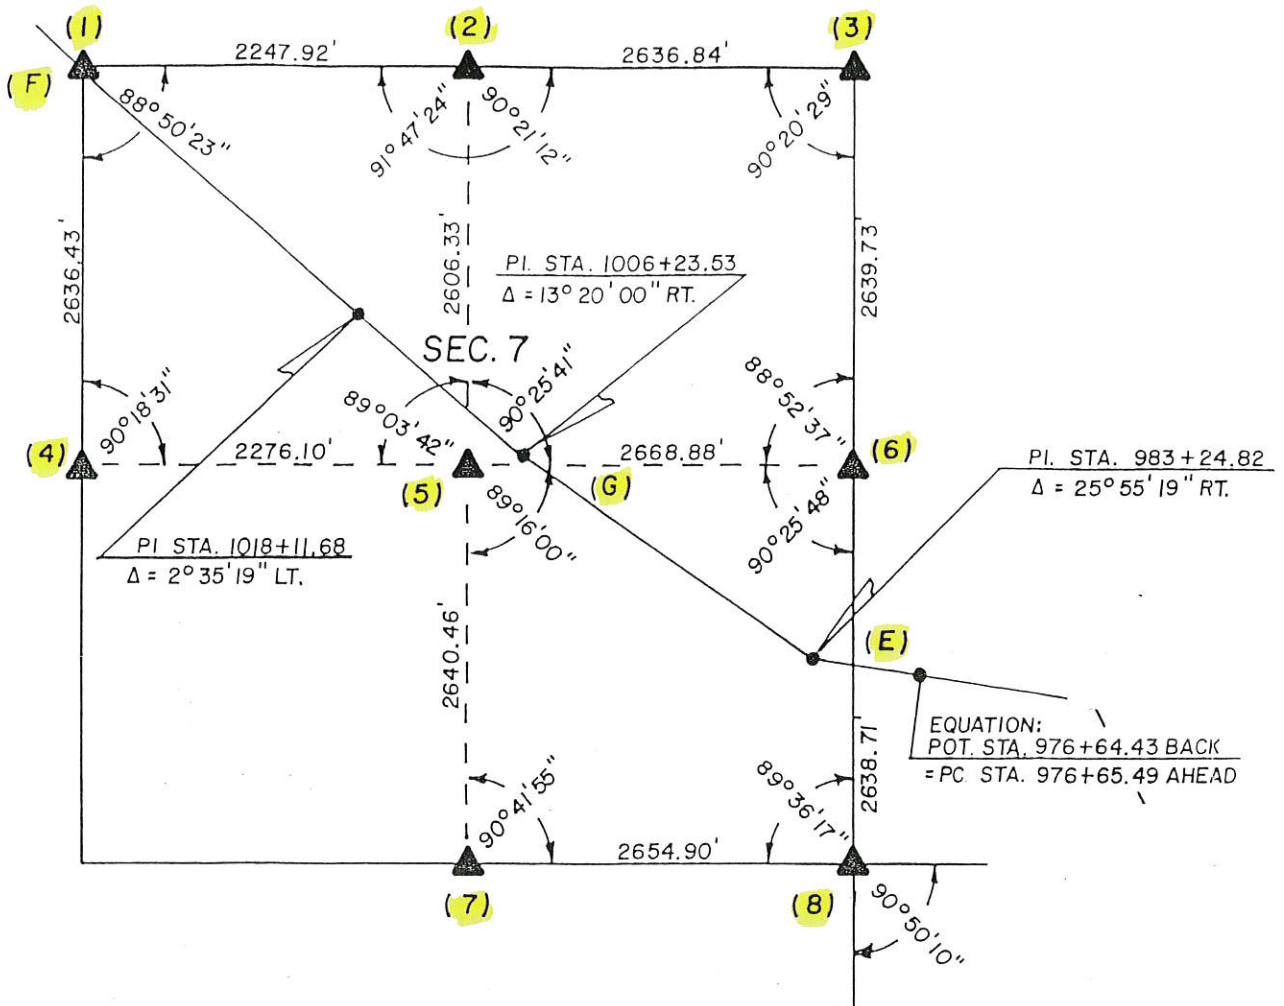 (1)
(2)
(3)
2247.92'
2636.84'
(F)
88°50'23"
91°47'24"
90°21'12"
90°20'29"
2636.43'
2606.33'
2639.73'
PI. STA. 1006+23.53
Δ = 13° 20' 00" RT.
SEC. 7
90°18'31"
89°03'42"
90°25'41"
88°52'37"
(4)
2276.10'
2668.88'
(6)
(5)
(G)
PI. STA. 983+24.82
Δ = 25°55'19" RT.
89°16'00"
90°25'48"
PI STA. 1018+11.68
Δ = 2°35'19" LT.
(E)
2640.46'
2638.71'
EQUATION:
POT. STA. 976+64.43 BACK
= PC STA. 976+65.49 AHEAD
90°41'55"
89°36'17"
2654.90'
(7)
(8)
90°50'10"